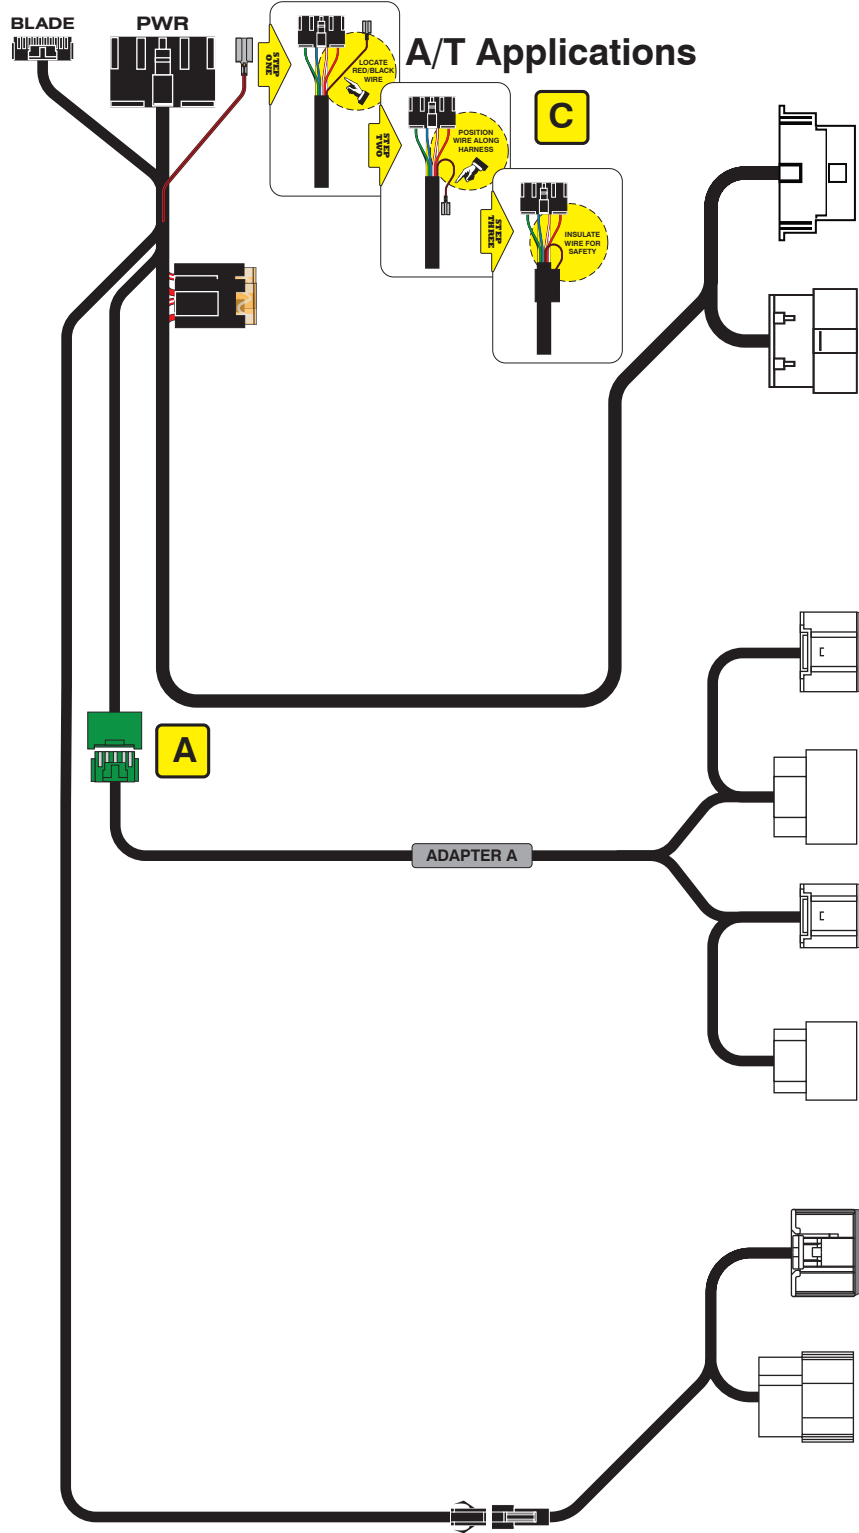 BLADE
PWR
A/T Applications
STEP
ONE
LOCATE
RED/BLACK
WIRE
C
STEP
TWO
POSITION
WIRE ALONG
HARNESS
STEP
THREE
INSULATE
WIRE FOR
SAFETY
A
ADAPTER A